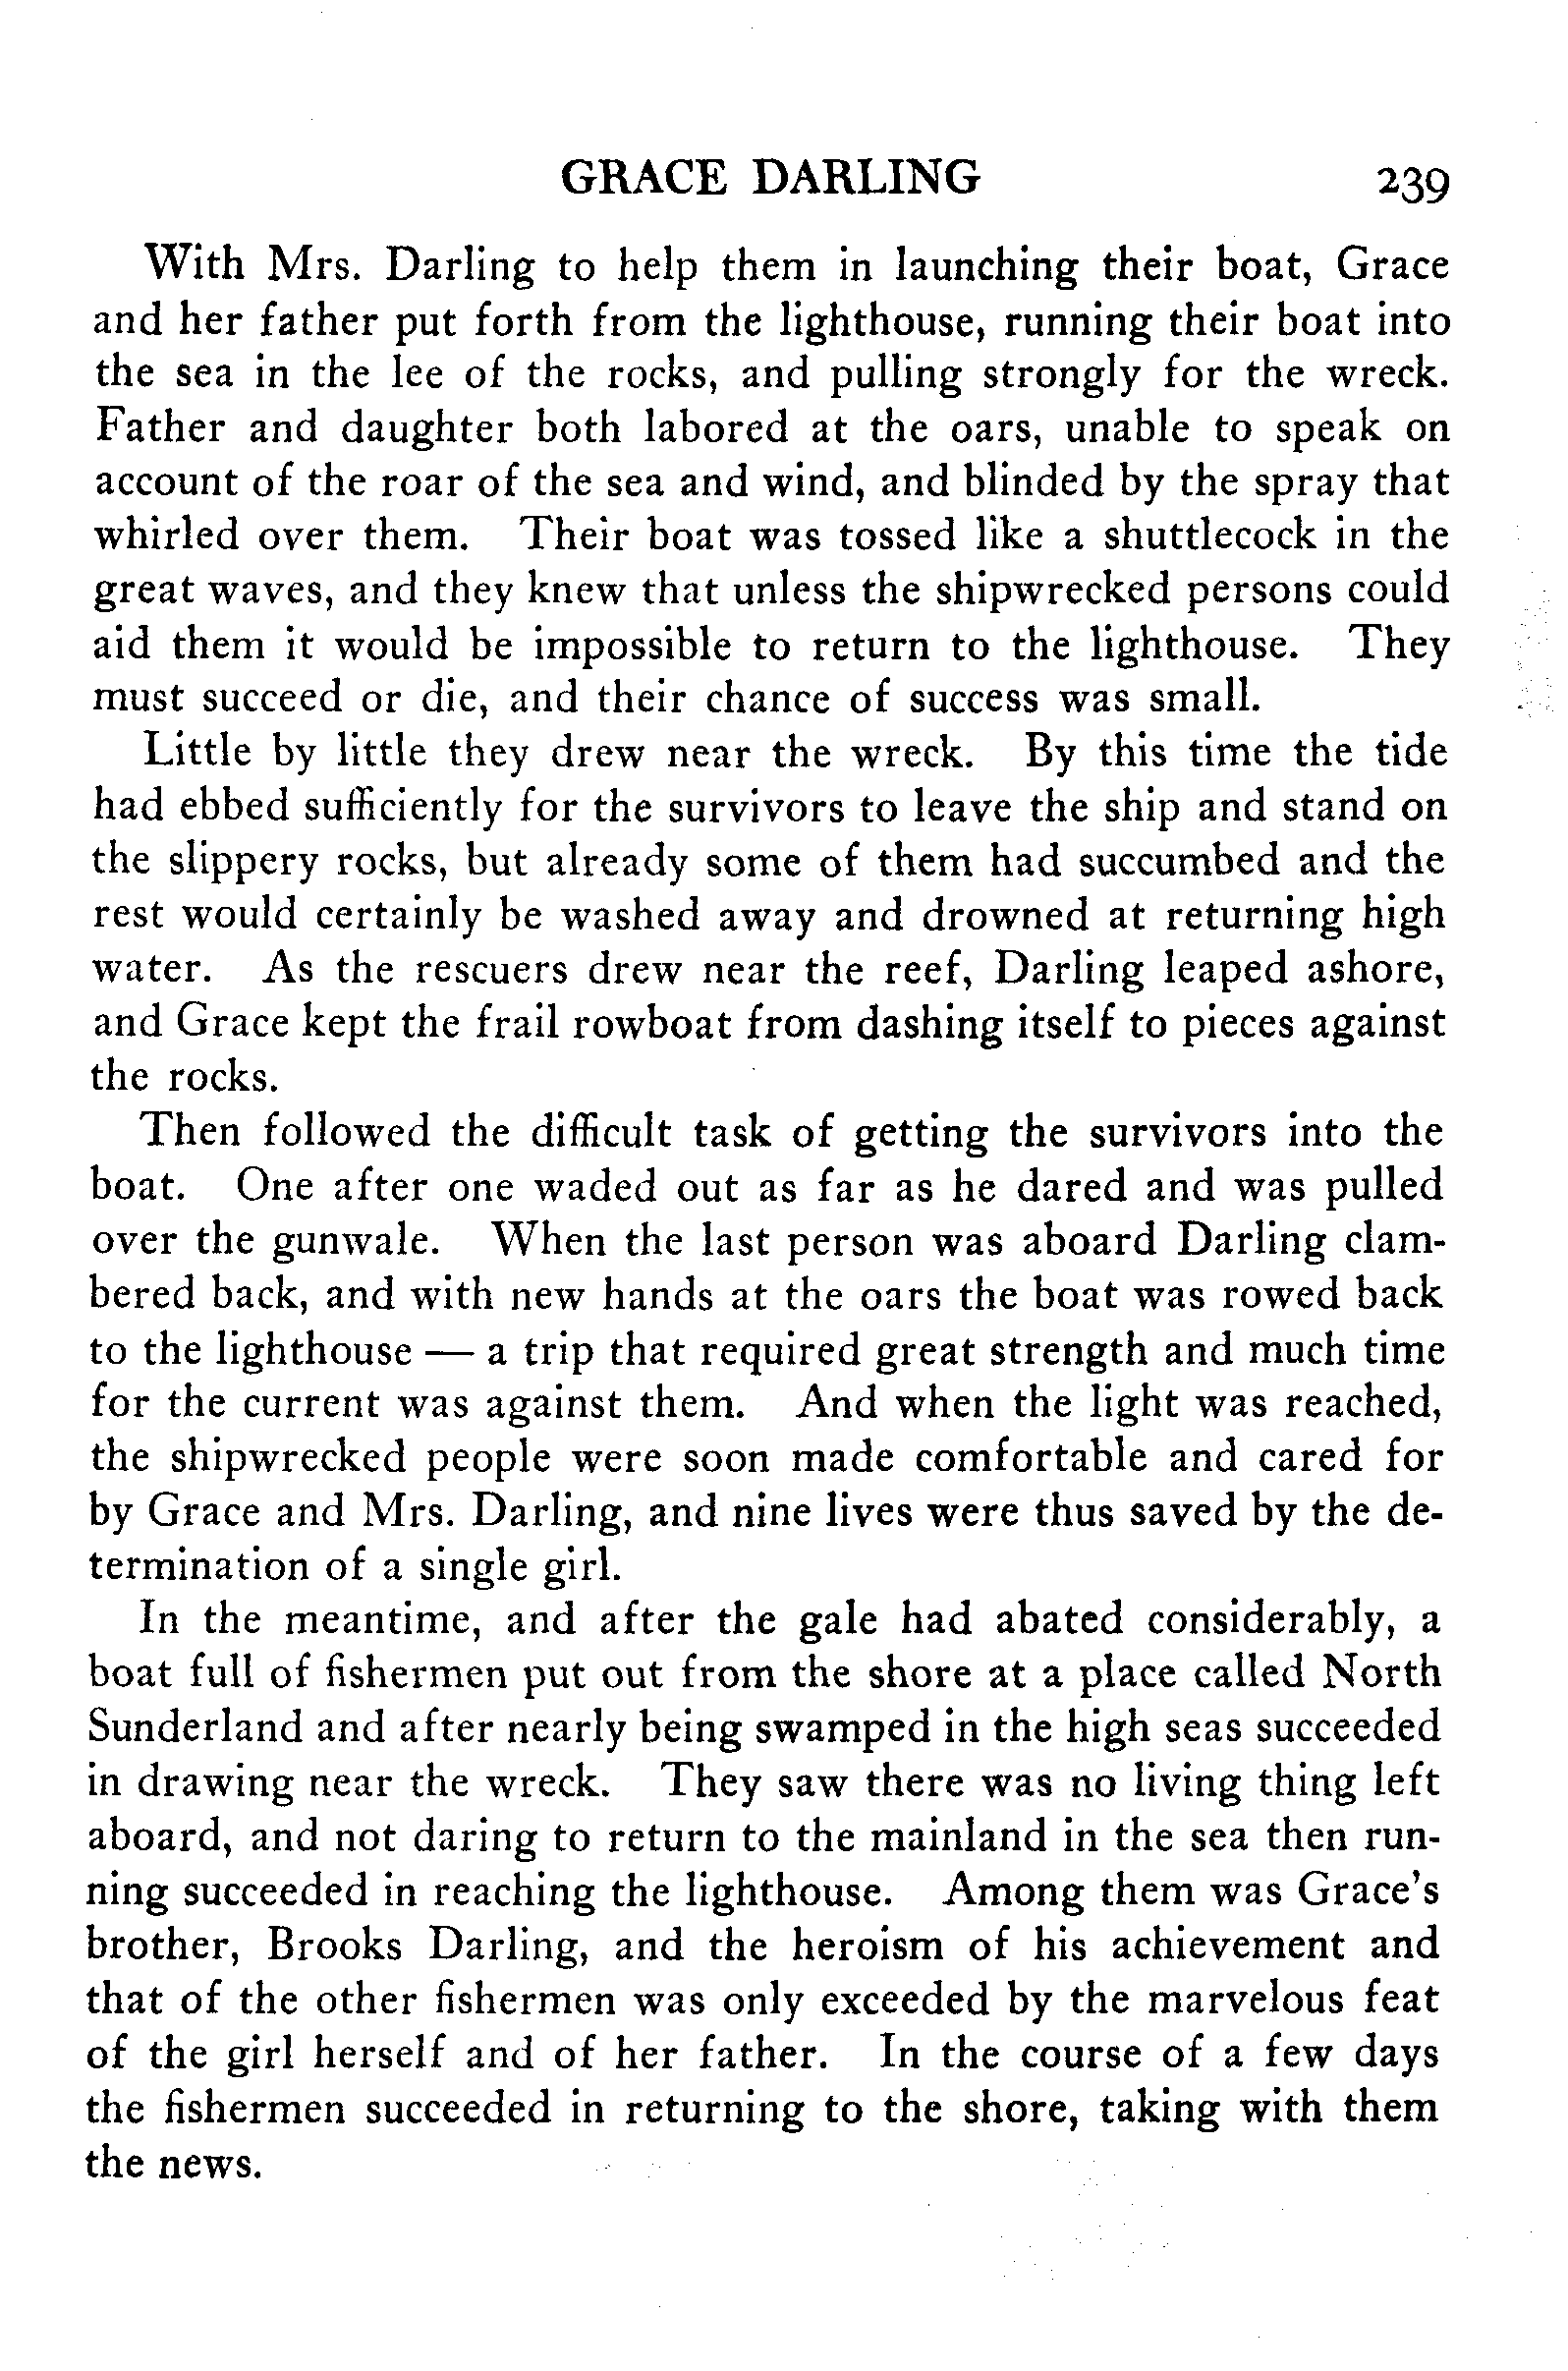 GRACE DARLING 239
With Mrs. Darling to help them in launching their boat, Grace
and her father put forth from the lighthouse, running their boat into
the sea in the lee of the rocks, and pulling strongly for the wreck.
Father and daughter both labored at the oars, unable to speak on
account of the roar of the sea and wind, and blinded by the spray that
whirled over them. Their boat was tossed like a shuttlecock in the
great waves, and they knew that unless the shipwrecked persons could
aid them it would be impossible to return to the lighthouse. They
must succeed or die, and their chance of success was small.
Little by little they drew near the wreck. By this time the tide
had ebbed sufficiently for the survivors to leave the ship and stand on
the slippery rocks, but already some of them had succumbed and the
rest would certainly be washed away and drowned at returning high
water. As the rescuers drew near the reef, Darling leaped ashore,
and Grace kept the frail rowboat from dashing itself to pieces against
the rocks.
Then followed the difficult task of getting the survivors into the
boat. One after one waded out as far as he dared and was pulled
over the gunwale. When the last person was aboard Darling clam-
bered back, and with new hands at the oars the boat was rowed back
to the lighthouse — a trip that required great strength and much time
for the current was against them. And when the light was reached,
the shipwrecked people were soon made comfortable and cared for
by Grace and Mrs. Darling, and nine lives were thus saved by the de-
termination of a single girl.
In the meantime, and after the gale had abated considerably, a
boat full of fishermen put out from the shore at a place called North
Sunderland and after nearly being swamped in the high seas succeeded
in drawing near the wreck. They saw there was no living thing left
aboard, and not daring to return to the mainland in the sea then run-
ning succeeded in reaching the lighthouse. Among them was Grace's
brother, Brooks Darling, and the heroism of his achievement and
that of the other fishermen was only exceeded by the marvelous feat
of the girl herself and of her father. In the course of a few days
the fishermen succeeded in returning to the shore, taking with them
the news.